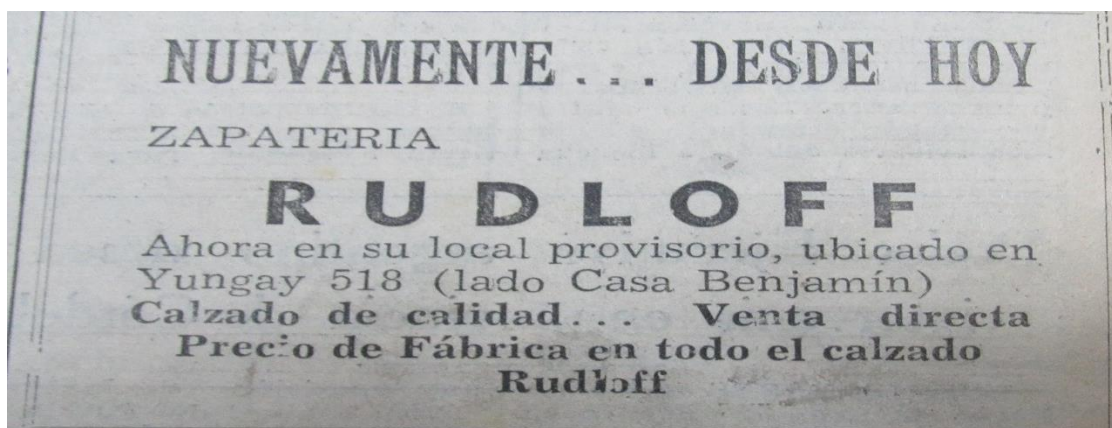 NUEVAMENTE... DESDE HOY
ZAPATERIA
RUDLOFF
Ahora en su local provisorio, ubicado en
Yungay 518 (lado Casa Benjamín)
Calzado de calidad... Venta directa
Precio de Fábrica en todo el calzado
Rudloff